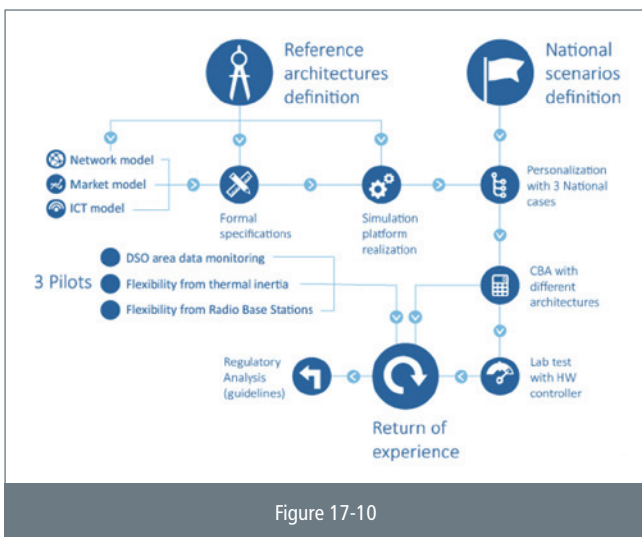 Reference
architectures
definition
National
scenarios
definition
Network model
Market model
ICT model
Formal
specifications
Simulation
platform
realization
Personalization
with 3 National
cases
3 Pilots
DSO area data monitoring
Flexibility from thermal inertia
Flexibility from Radio Base Stations
CBA with
different
architectures
Regulatory
Analysis
(guidelines)
Return of
experience
Lab test
with HW
controller
Figure 17-10